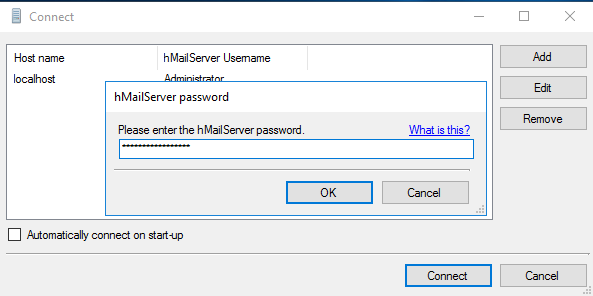 Connect
Host name hMailServer Username Add
localhost Administrator
Edit
hMailServer password
Remove
Please enter the hMailServer password. What is this?
*****************
OK Cancel
Automatically connect on start-up
Connect Cancel